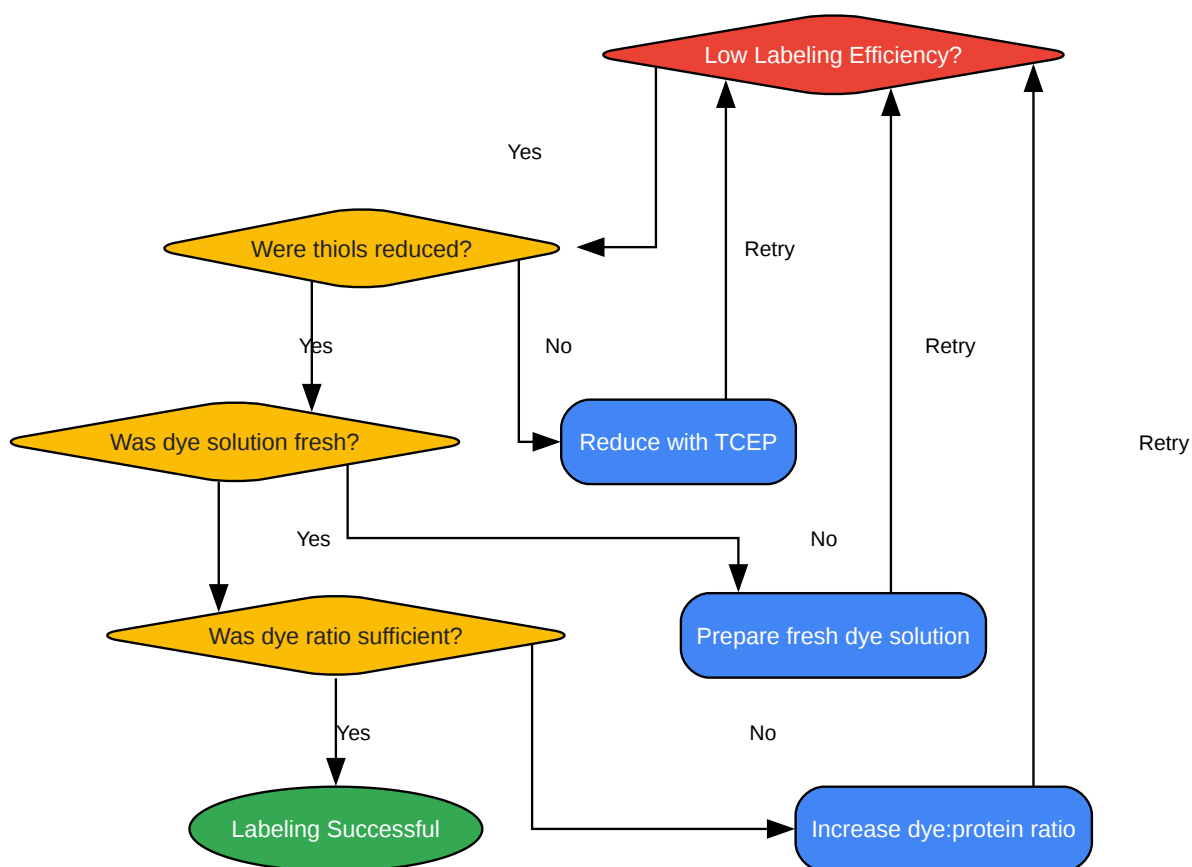 Low Labeling Efficiency?
Yes
Were thiols reduced?
Retry
Yes
No
Retry
Was dye solution fresh?
Reduce with TCEP
Retry
Yes
No
Was dye ratio sufficient?
Prepare fresh dye solution
Yes
No
Labeling Successful
Increase dye:protein ratio